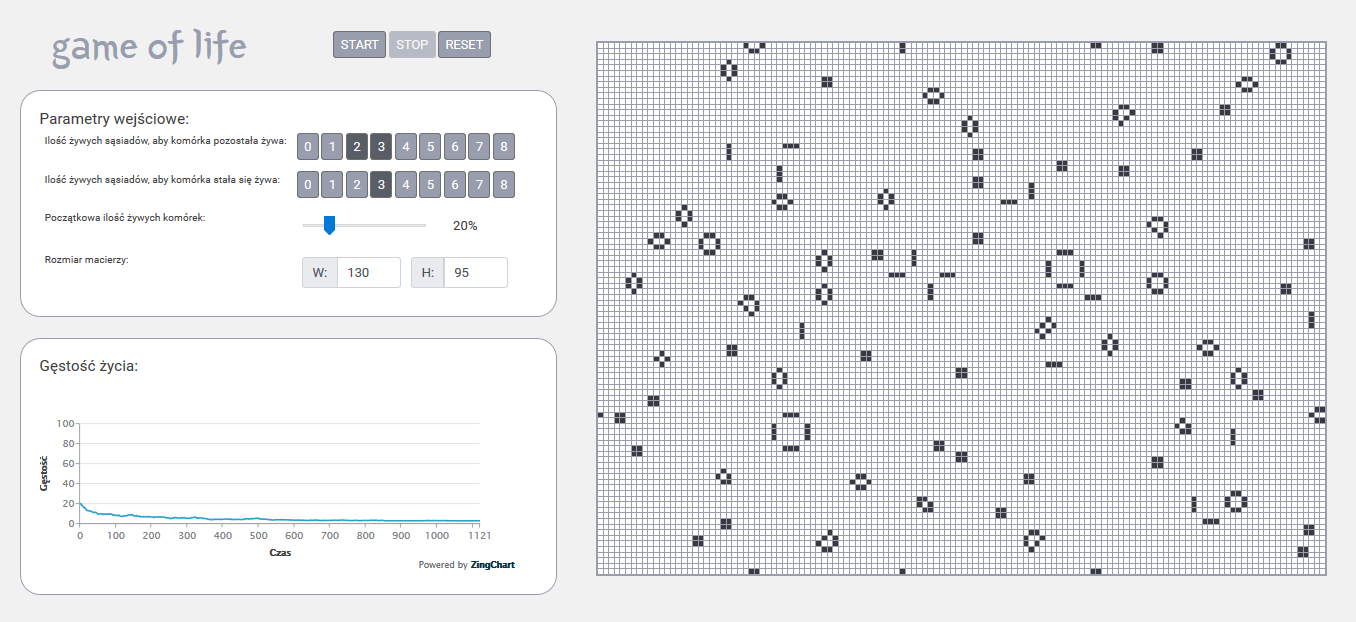 game of life
START STOP RESET
Parametry wejściowe:
Ilość żywych sąsiadów, aby komórka pozostała żywa: 0 1 2 3 4 5 6 7 8
Ilość żywych sąsiadów, aby komórka stała się żywa: 0 1 2 3 4 5 6 7 8
Początkowa ilość żywych komórek: 20%
Rozmiar macierzy: W: 130 H: 95
Gęstość życia:
100
80
60
40
20
0
Gęstość
0 100 200 300 400 500 600 700 800 900 1000 1121
Czas
Powered by ZingChart